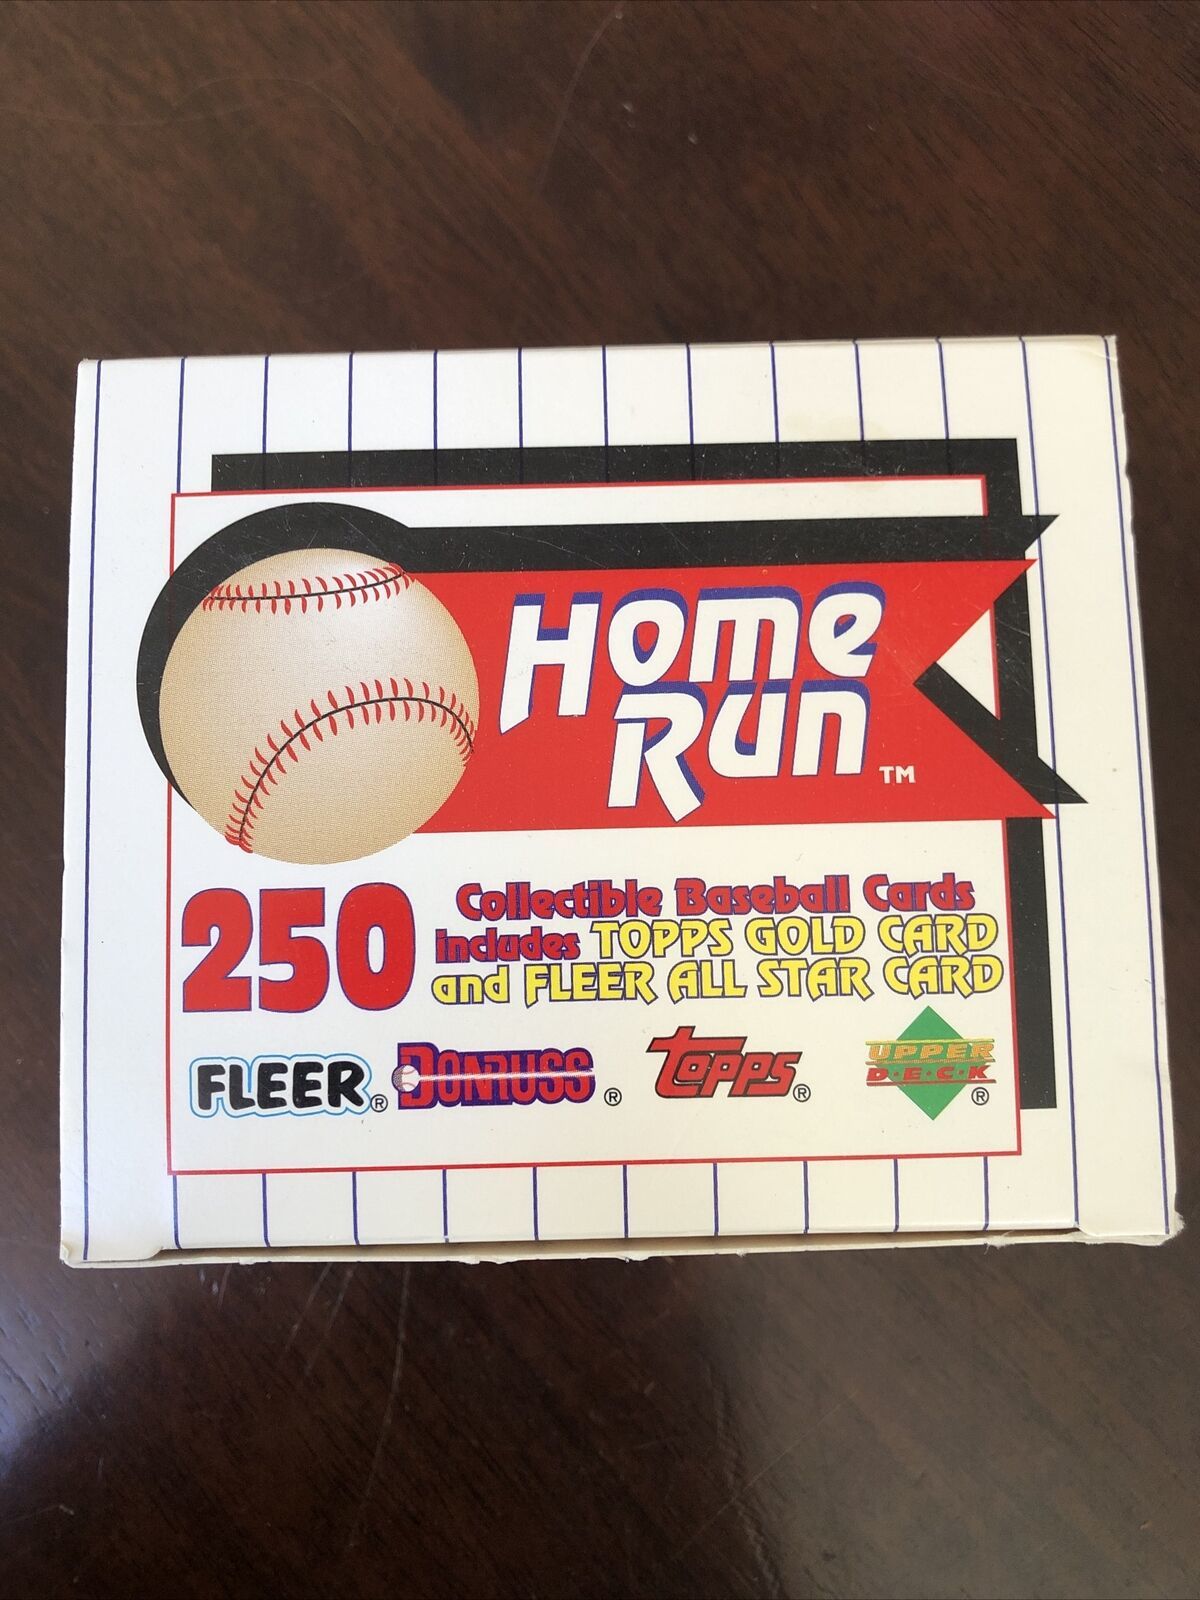 Home
Run ™
250 Collectible Baseball Cards
includes TOPPS GOLD CARD
and FLEER ALL STAR CARD
FLEER® DONRUSS® Topps® UPPER
D·E·C·K®